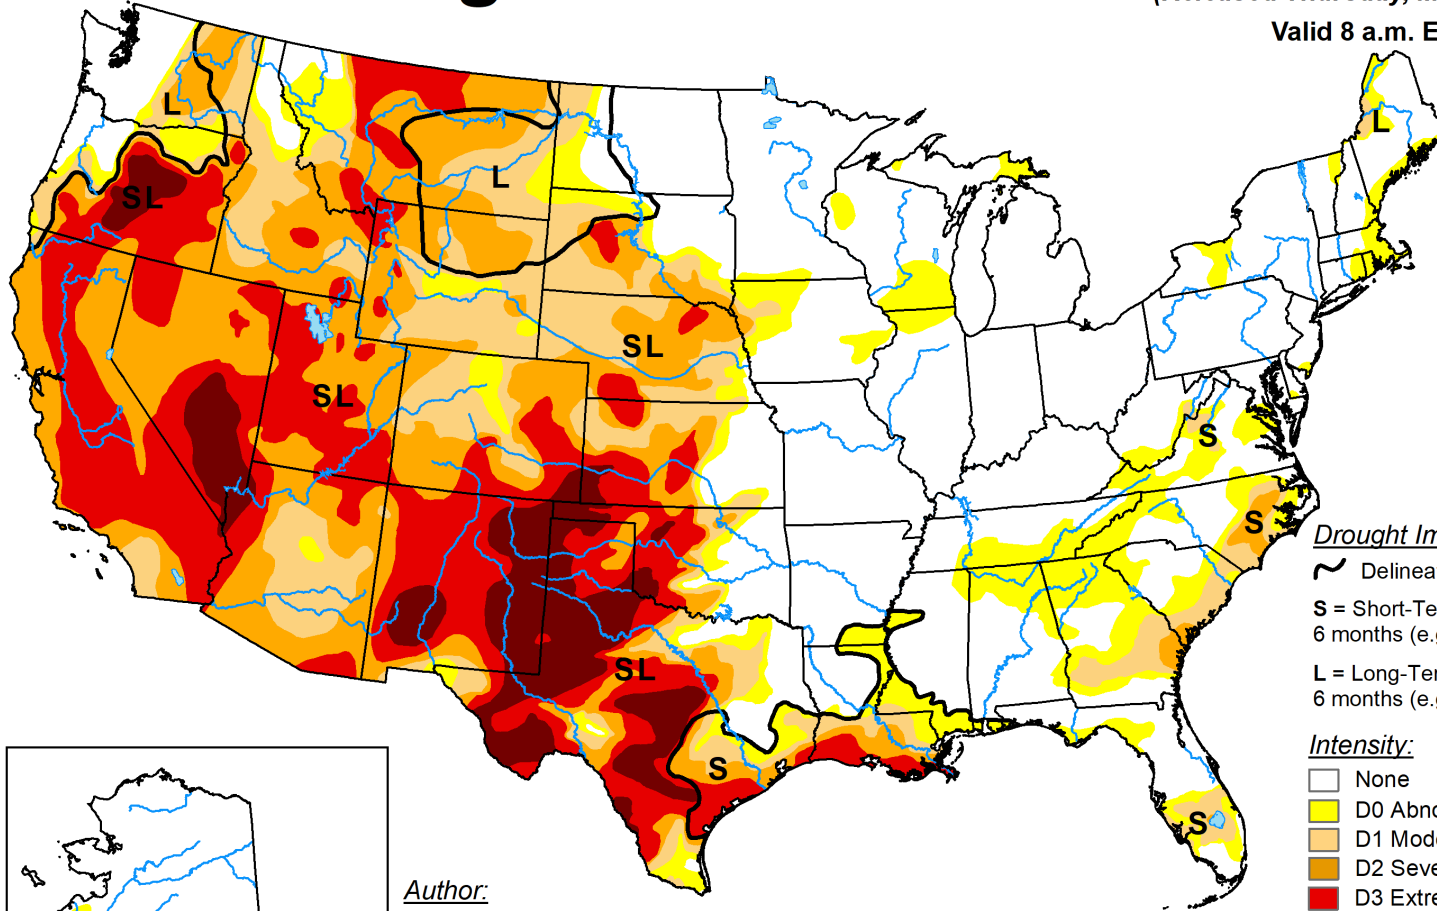 Valid 8 a.m. E
L
L
L
SL
SL
SL
S
S
SL
S
S
Drought Im
Delinea
S = Short-Te
6 months (e.g
L = Long-Ter
6 months (e.g
Intensity:
None
D0 Abno
D1 Mode
D2 Seve
D3 Extre
Author: